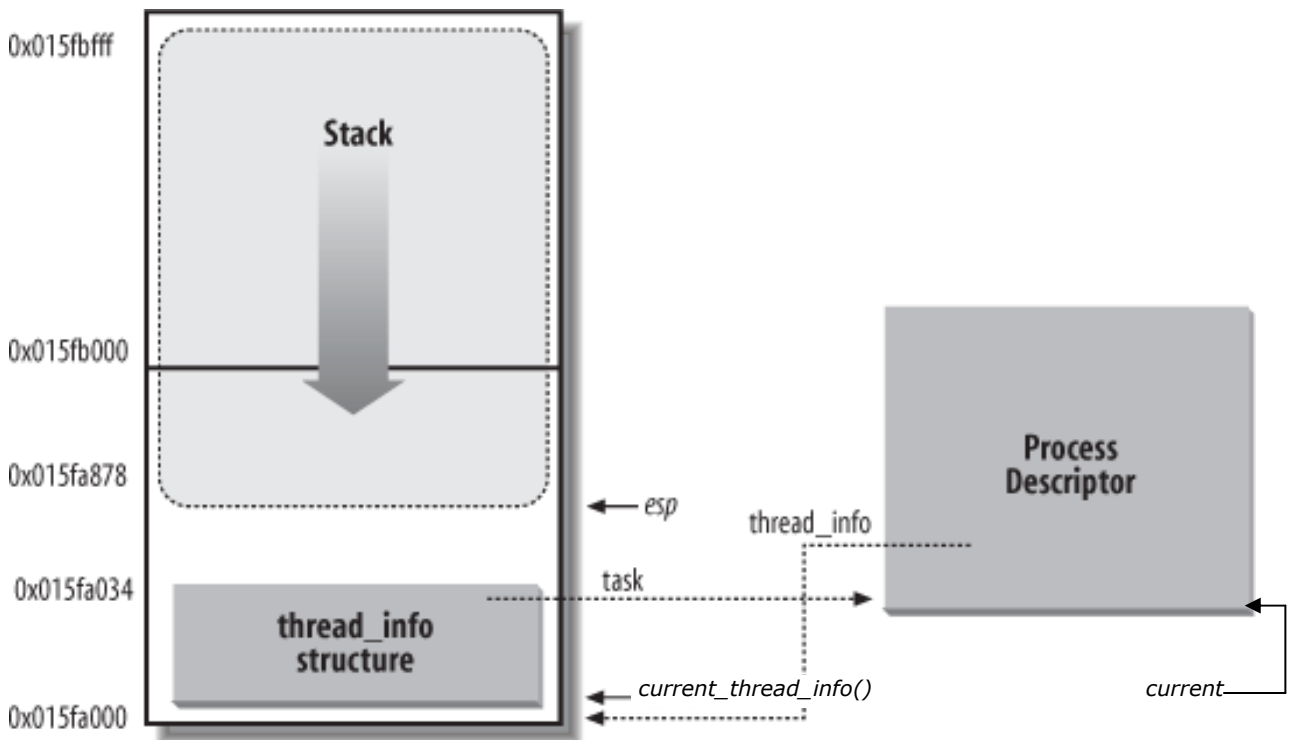 0x015fbfff
Stack
0x015fb000
Process
Descriptor
0x015fa878
esp
thread_info
0x015fa034
task
thread_info
structure
current_thread_info()
current
0x015fa000